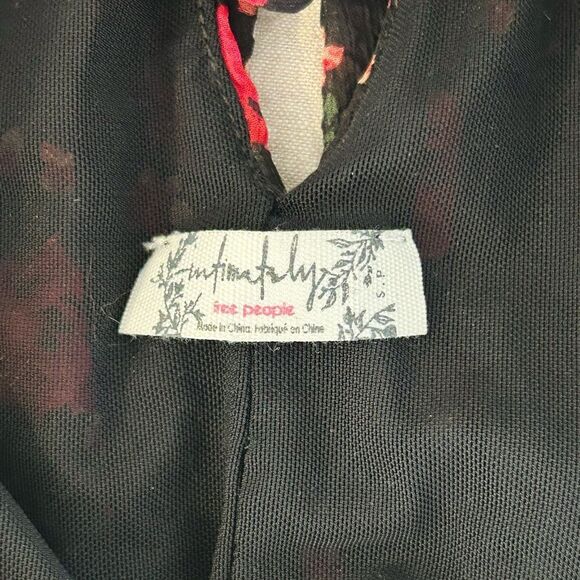 intimately
free people
Made in China. Fabriqué en Chine
S.P